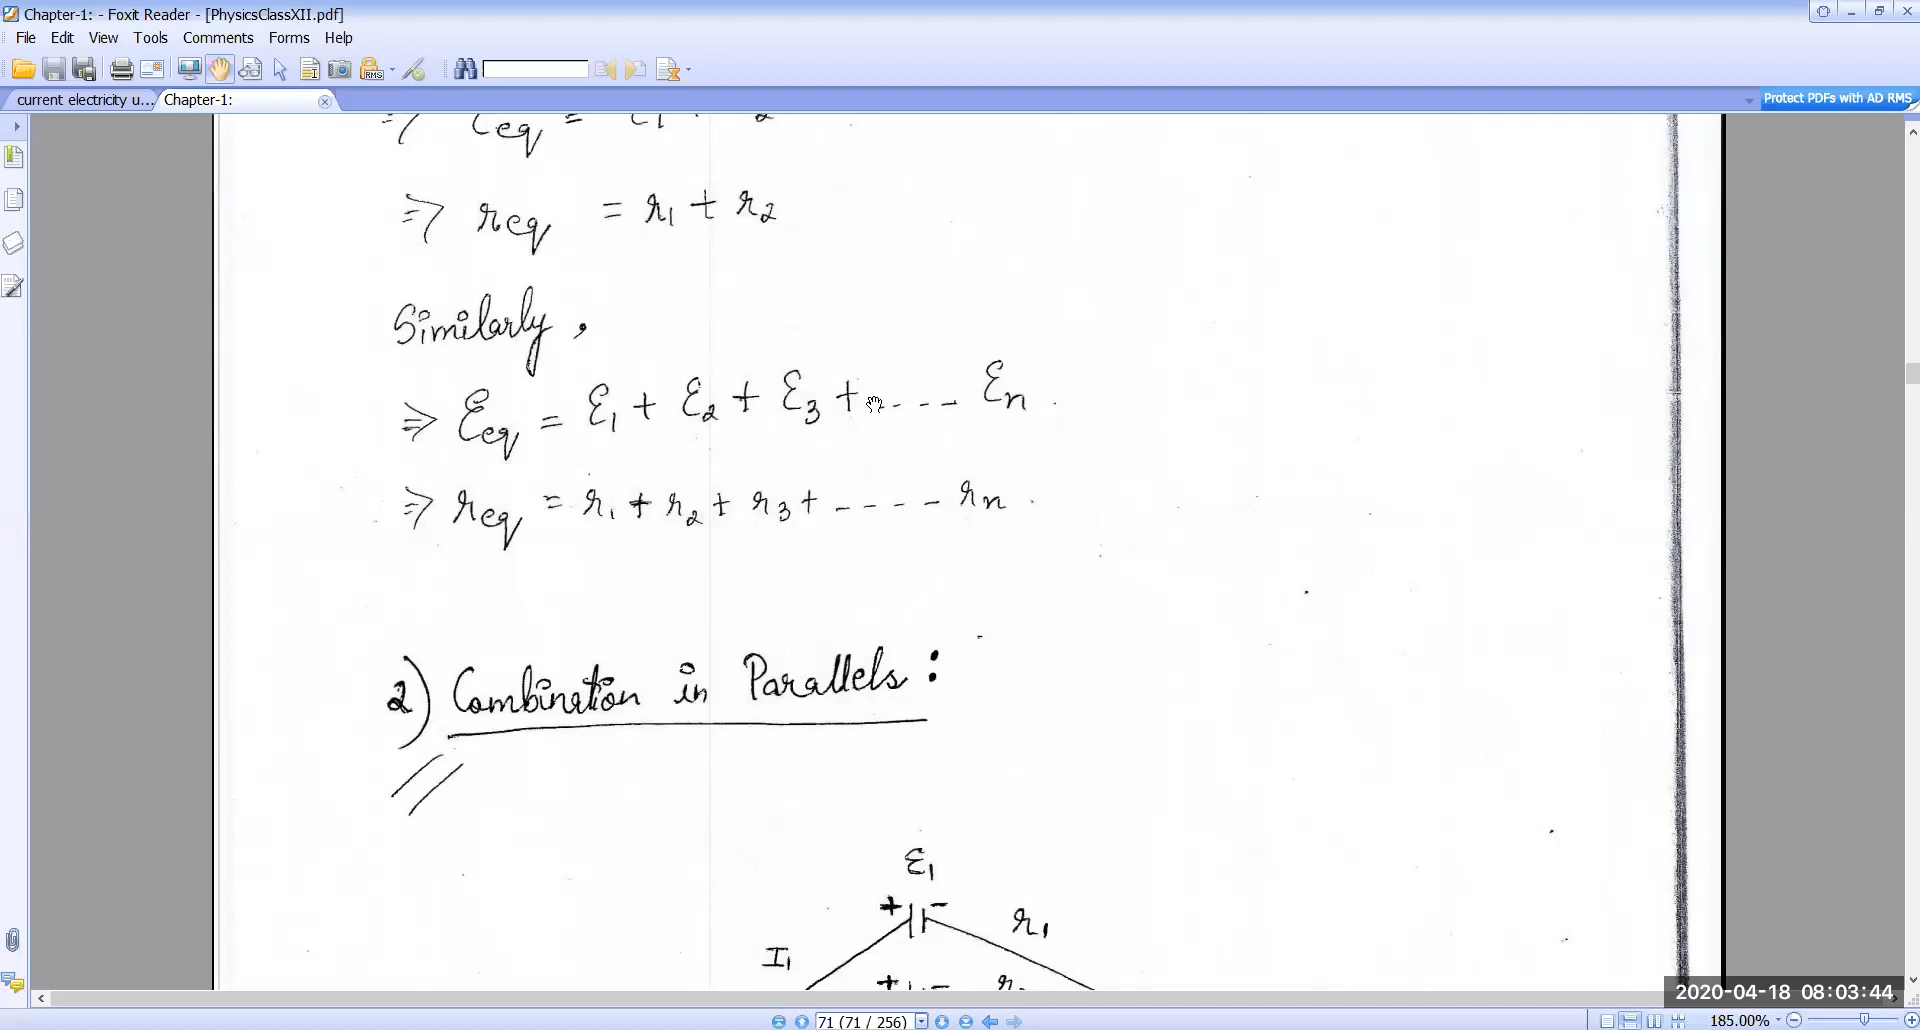 Chapter-1: - Foxit Reader - [PhysicsClassXII.pdf]
File Edit View Tools Comments Forms Help
current electricity u... Chapter-1:
Protect PDFs with AD RMS
⇒ req = r1 + r2
Similarly,
⇒ Eeq = E1 + E2 + E3 + .... En.
⇒ req = r1 + r2 + r3 + ----- rn.
2) Combination in Parallels:
E1
+ -
r1
I1
+ -
2020-04-18 08:03:44
71 (71 / 256)
185.00%